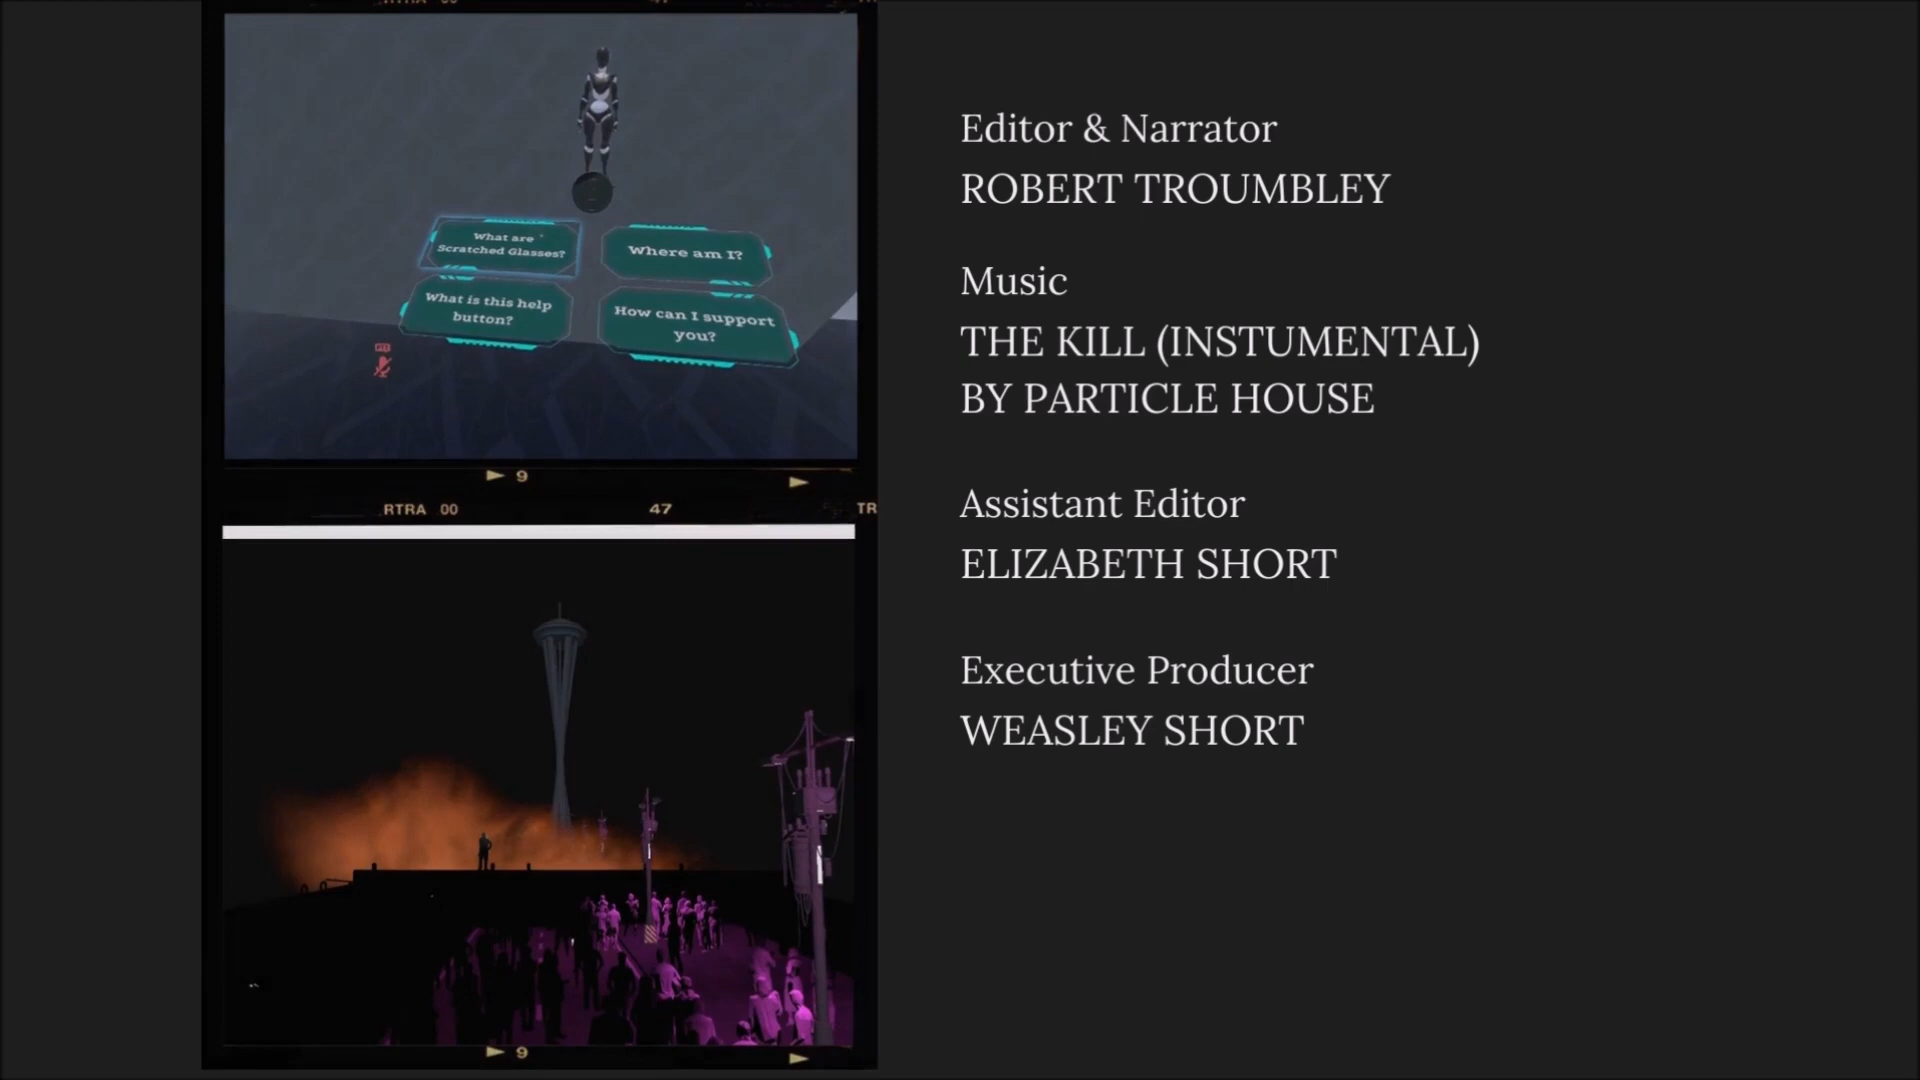 What are
Scratched Glasses?
Where am I?
What is this help
button?
How can I support
you?
9
RTRA 00
47
TR
9
Editor & Narrator
ROBERT TROUMBLEY
Music
THE KILL (INSTUMENTAL)
BY PARTICLE HOUSE
Assistant Editor
ELIZABETH SHORT
Executive Producer
WEASLEY SHORT